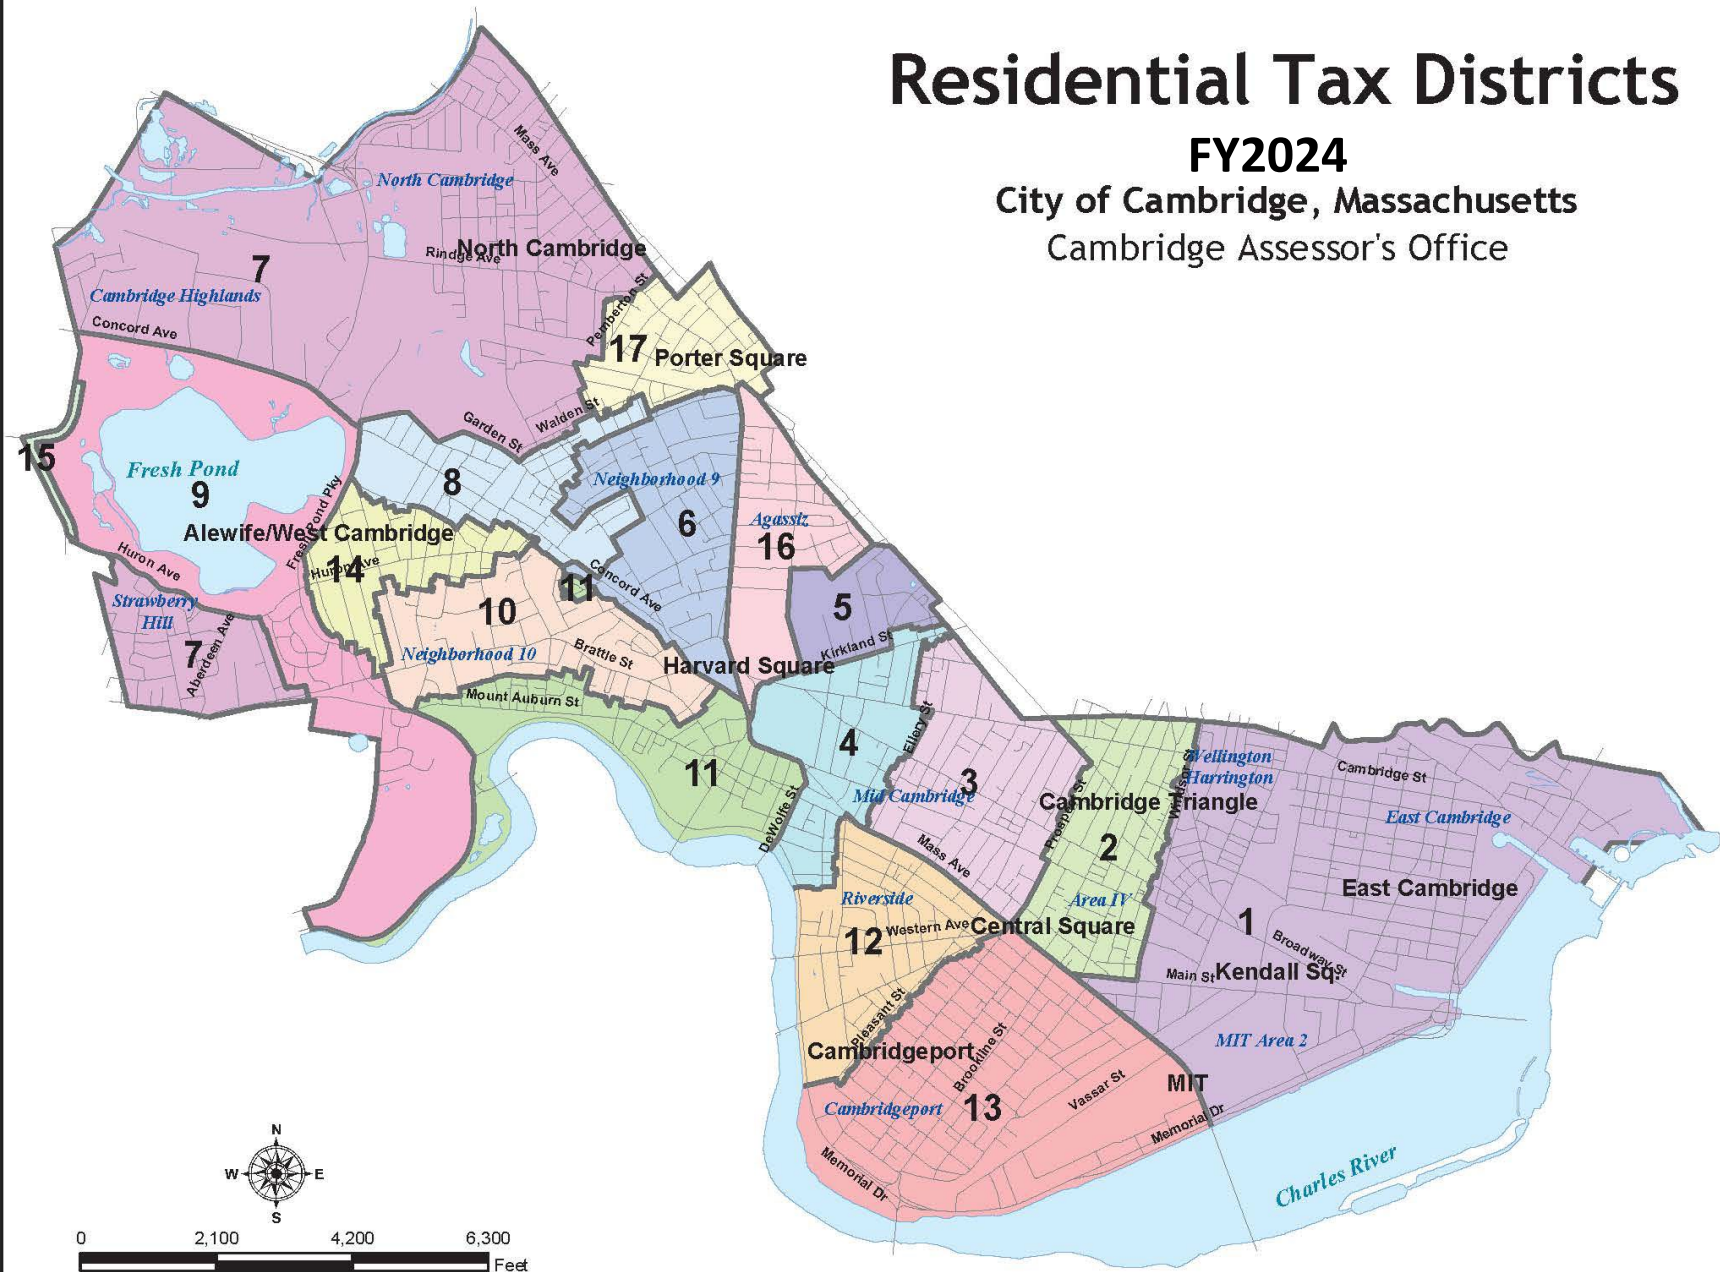 Residential Tax Districts
FY2024
City of Cambridge, Massachusetts
Cambridge Assessor's Office
Mass Ave
North Cambridge
Rindge Ave
North Cambridge
7
Cambridge Highlands
Concord Ave
Pemberton St
17
Porter Square
Walden St
Garden St
15
Fresh Pond
9
8
Neighborhood 9
6
Agassiz
16
Fresh Pond Pky
Alewife/West Cambridge
Huron Ave
14
Huron Ave
11
Concord Ave
10
5
Strawberry
Hill
7
Aberdeen Ave
Neighborhood 10
Brattle St
Harvard Square
Kirkland St
Mount Auburn St
4
Ellery St
11
DeWolfe St
Mid Cambridge
3
Wellington
Harrington
Windsor St
Cambridge St
Cambridge Triangle
Prospect St
2
East Cambridge
Mass Ave
East Cambridge
Riverside
Area IV
12
Western Ave
Central Square
1
Broadway St
Main St
Kendall Sq.
Pleasant St
Cambridgeport
Brookline St
MIT Area 2
Vassar St
MIT
Cambridgeport
13
Memorial Dr
Memorial Dr
Charles River
N
W
E
S
0
2,100
4,200
6,300
Feet